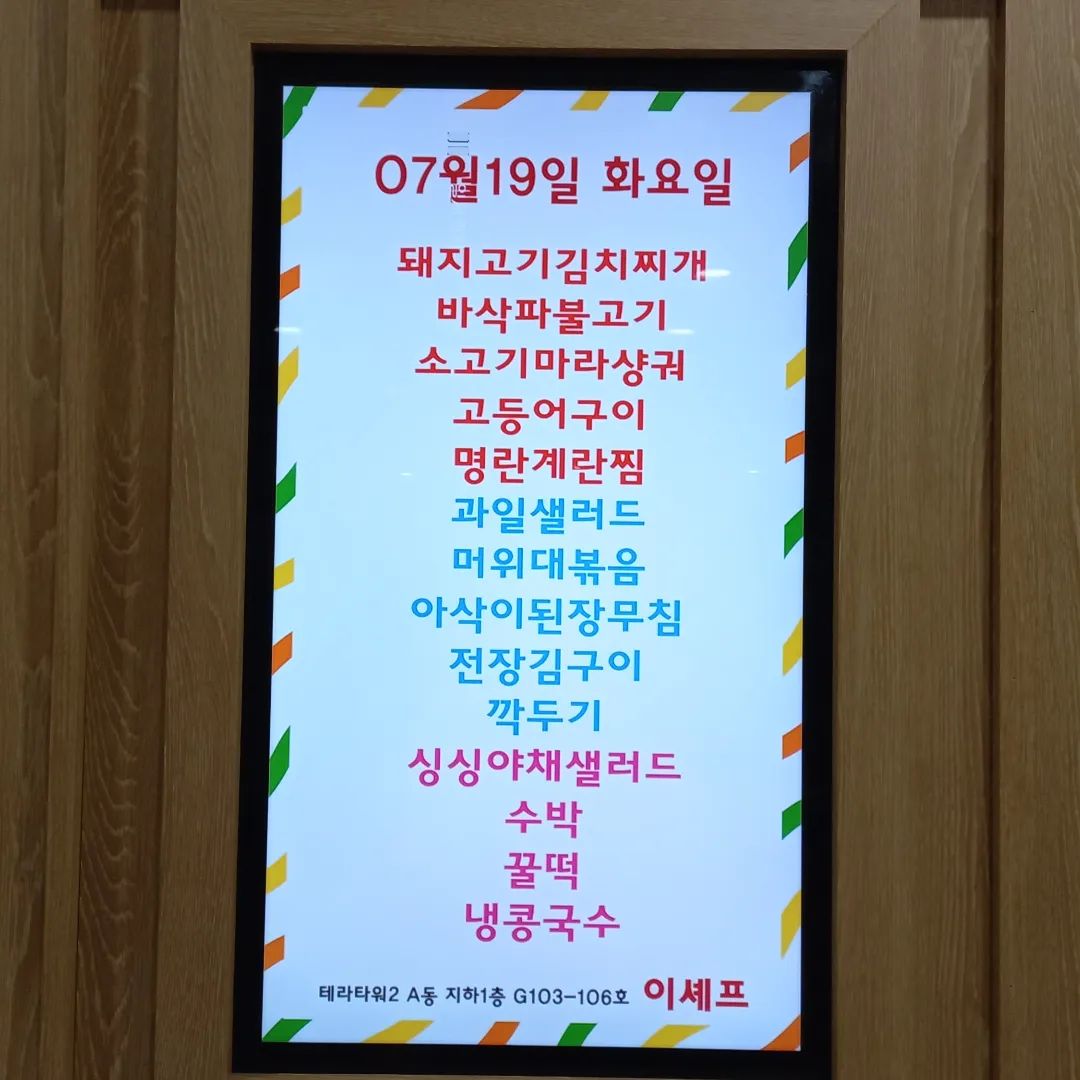 07월19일 화요일
돼지고기김치찌개
바삭파불고기
소고기마라샹궈
고등어구이
명란계란찜
과일샐러드
머위대볶음
아삭이된장무침
전장김구이
깍두기
싱싱야채샐러드
수박
꿀떡
냉콩국수
테라타워2 A동 지하1층 G103-106호 이셰프